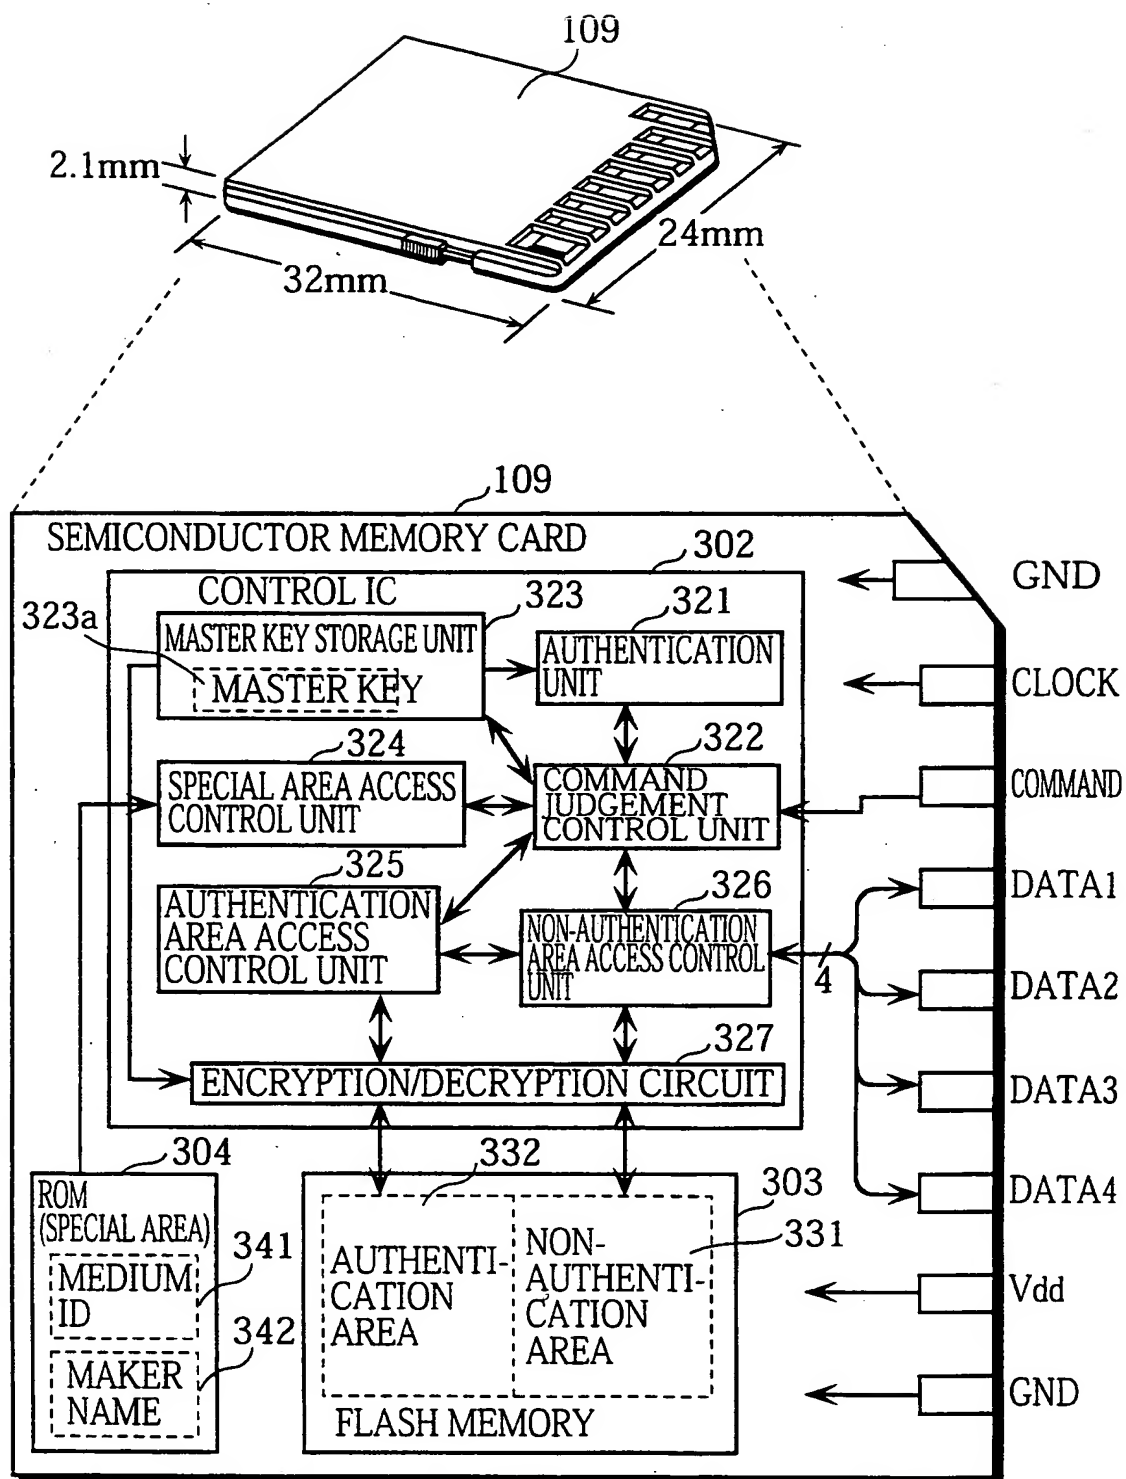 109
2.1mm
24mm
32mm
109
SEMICONDUCTOR MEMORY CARD
302
GND
CONTROL IC
323
321
323a
MASTER KEY STORAGE UNIT
MASTER KEY
AUTHENTICATION
UNIT
CLOCK
324
322
SPECIAL AREA ACCESS
CONTROL UNIT
COMMAND
JUDGEMENT
CONTROL UNIT
COMMAND
325
326
AUTHENTICATION
AREA ACCESS
CONTROL UNIT
NON-AUTHENTICATION
AREA ACCESS CONTROL
UNIT
4
DATA1
DATA2
327
ENCRYPTION/DECRYPTION CIRCUIT
DATA3
304
332
303
DATA4
ROM
(SPECIAL AREA)
341
MEDIUM
ID
342
MAKER
NAME
AUTHENTI-
CATION
AREA
NON-
AUTHENTI-
CATION
AREA
331
FLASH MEMORY
Vdd
GND